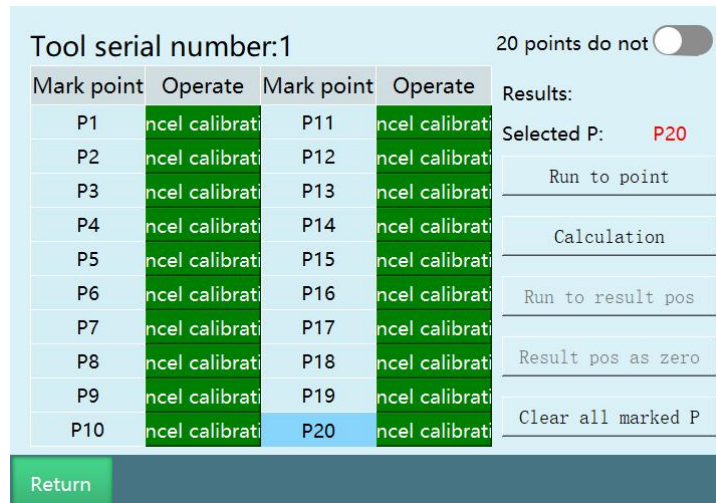 Tool serial number:1
20 points do not
Mark point Operate Mark point Operate
P1 ncel calibrati P11 ncel calibrati
P2 ncel calibrati P12 ncel calibrati
P3 ncel calibrati P13 ncel calibrati
P4 ncel calibrati P14 ncel calibrati
P5 ncel calibrati P15 ncel calibrati
P6 ncel calibrati P16 ncel calibrati
P7 ncel calibrati P17 ncel calibrati
P8 ncel calibrati P18 ncel calibrati
P9 ncel calibrati P19 ncel calibrati
P10 ncel calibrati P20 ncel calibrati
Results:
Selected P: P20
Run to point
Calculation
Run to result pos
Result pos as zero
Clear all marked P
Return